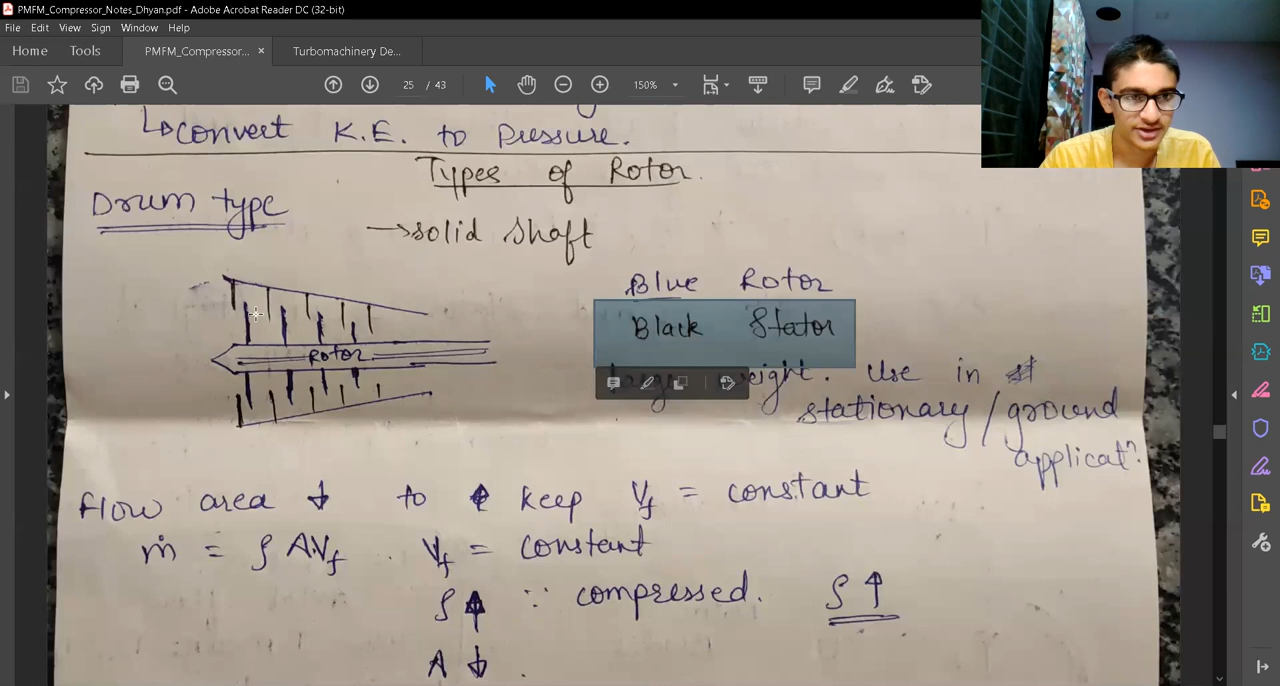 PMFM_Compressor_Notes_Dhyan.pdf - Adobe Acrobat Reader DC (32-bit)
File Edit View Sign Window Help
Home Tools PMFM_Compressor... × Turbomachinery De...
25 / 43 150%
↳convert K.E. to pressure.
Types of Rotor.
Drum type
→solid shaft
Blue Rotor
Black Stator
Rotor
weight. Use in
stationary/ground
applicatⁿ.
Flow area ↓ to keep Vf = constant
ṁ = ρ A.Vf . Vf = constant
ρ ↑ ∵ compressed. ρ ↑
A ↓ .